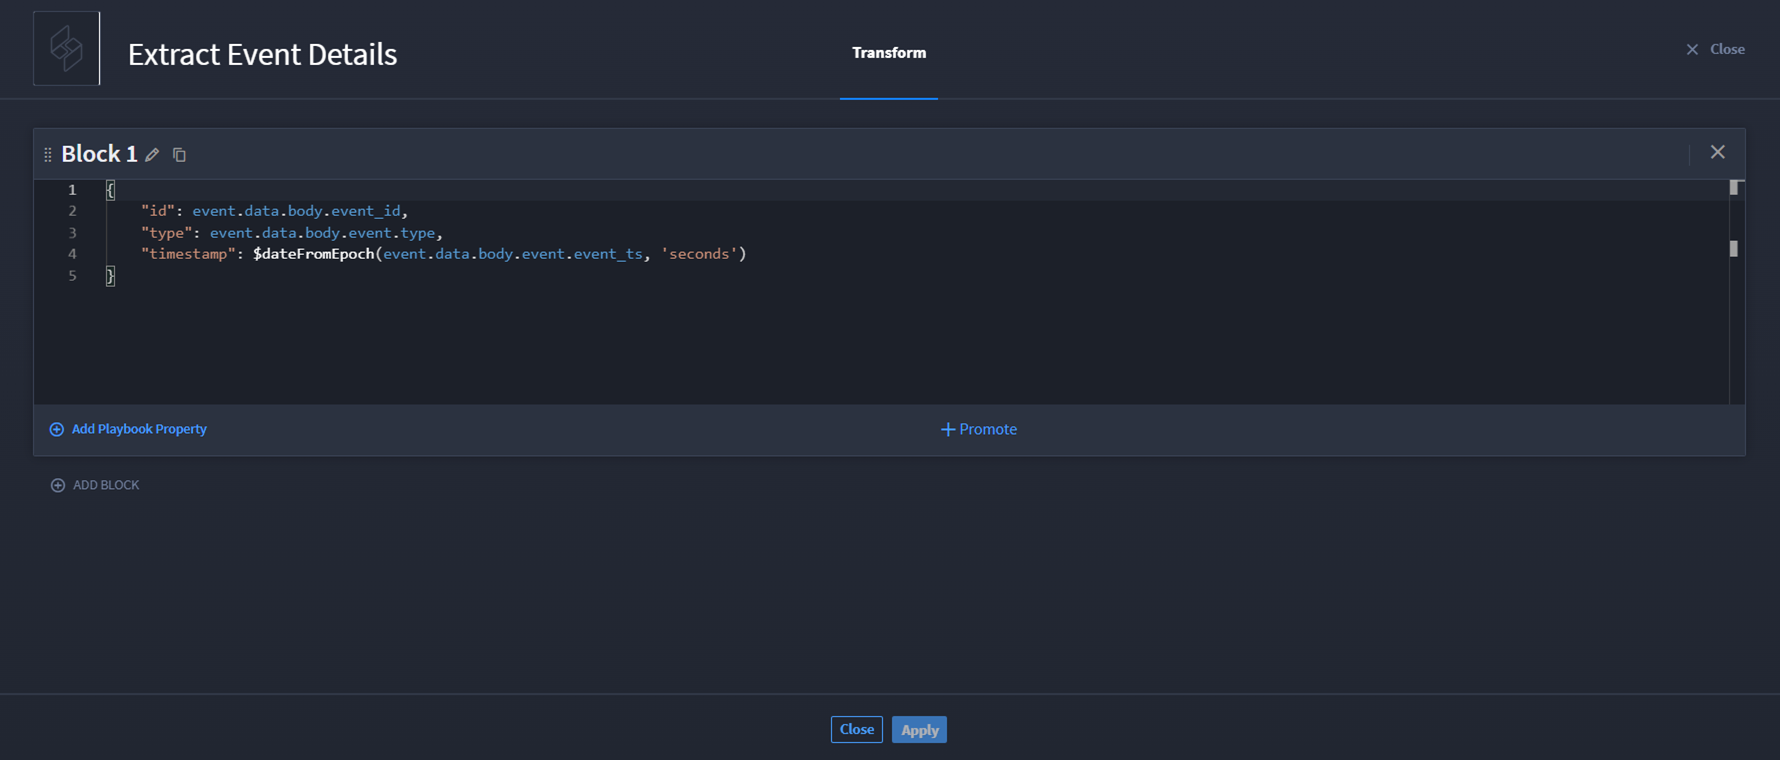 Extract Event Details
Transform
Close
Block 1
1 {
2 "id": event.data.body.event_id,
3 "type": event.data.body.event.type,
4 "timestamp": $dateFromEpoch(event.data.body.event.event_ts, 'seconds')
5 }
Add Playbook Property
Promote
ADD BLOCK
Close
Apply